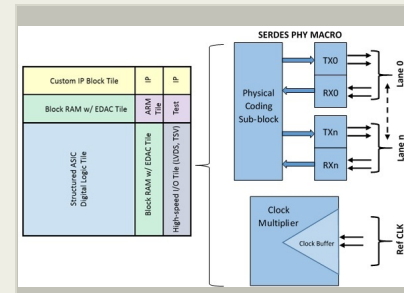 SERDES PHY MACRO
Custom IP Block Tile
IP
IP
Block RAM w/ EDAC Tile
ARM
Tile
Test
Structured ASIC
Digital Logic Tile
Block RAM w/ EDAC Tile
High-speed I/O Tile (LVDS, TSV)
Physical
Coding
Sub-block
TX0
RX0
Lane 0
TXn
RXn
Lane n
Clock
Multiplier
Clock Buffer
Ref CLK